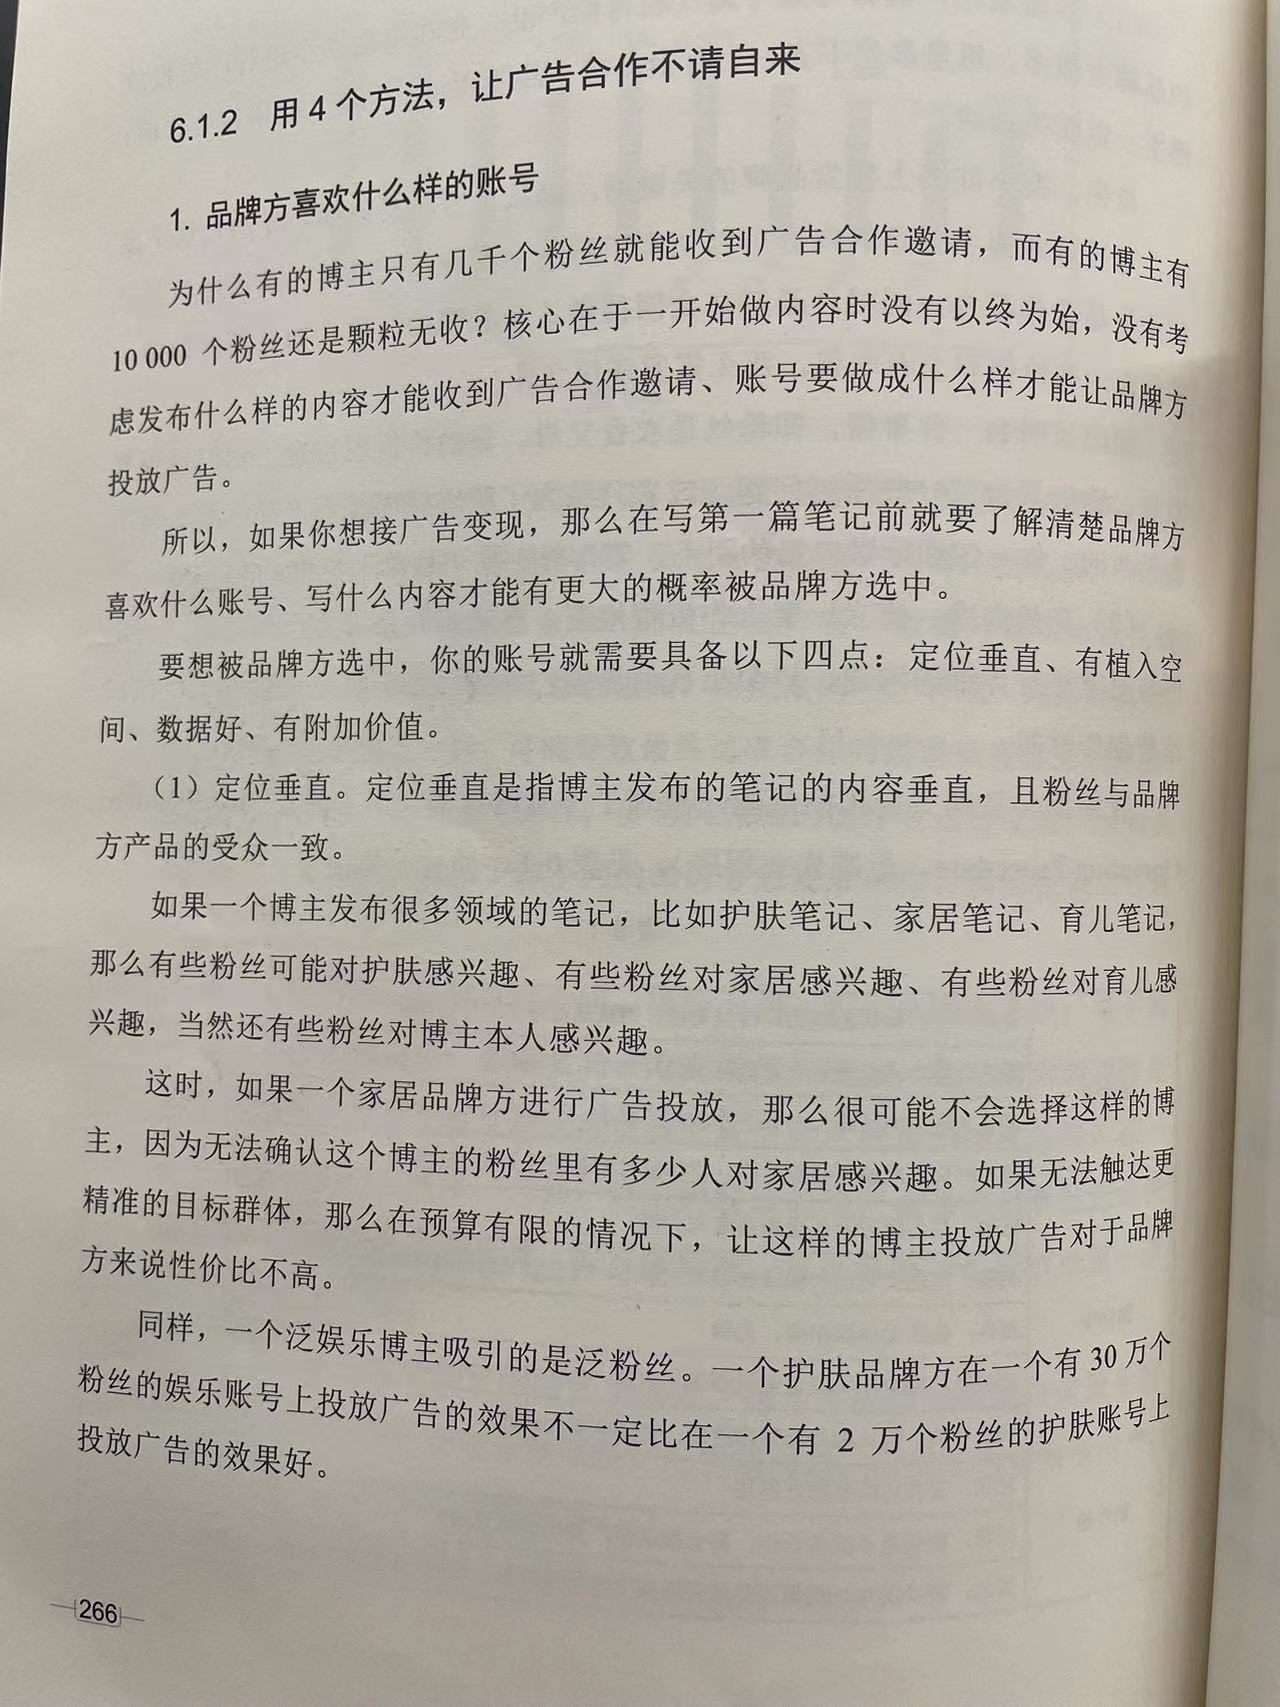 6.1.2 用4个方法，让广告合作不请自来
1. 品牌方喜欢什么样的账号
为什么有的博主只有几千个粉丝就能收到广告合作邀请，而有的博主有
10 000 个粉丝还是颗粒无收？核心在于一开始做内容时没有以终为始，没有考
虑发布什么样的内容才能收到广告合作邀请、账号要做成什么样才能让品牌方
投放广告。
所以，如果你想接广告变现，那么在写第一篇笔记前就要了解清楚品牌方
喜欢什么账号、写什么内容才能有更大的概率被品牌方选中。
要想被品牌方选中，你的账号就需要具备以下四点：定位垂直、有植入空
间、数据好、有附加价值。
（1）定位垂直。定位垂直是指博主发布的笔记的内容垂直，且粉丝与品牌
方产品的受众一致。
如果一个博主发布很多领域的笔记，比如护肤笔记、家居笔记、育儿笔记，
那么有些粉丝可能对护肤感兴趣、有些粉丝对家居感兴趣、有些粉丝对育儿感
兴趣，当然还有些粉丝对博主本人感兴趣。
这时，如果一个家居品牌方进行广告投放，那么很可能不会选择这样的博
主，因为无法确认这个博主的粉丝里有多少人对家居感兴趣。如果无法触达更
精准的目标群体，那么在预算有限的情况下，让这样的博主投放广告对于品牌
方来说性价比不高。
同样，一个泛娱乐博主吸引的是泛粉丝。一个护肤品牌方在一个有30万个
粉丝的娱乐账号上投放广告的效果不一定比在一个有 2 万个粉丝的护肤账号上
投放广告的效果好。
266